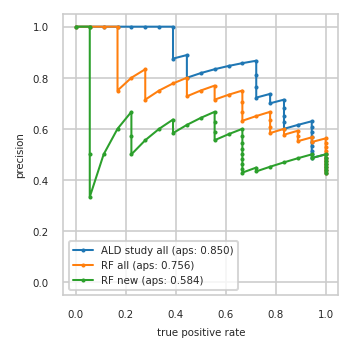 1.0
0.8
0.6
0.4
0.2
0.0
precision
ALD study all (aps: 0.850)
RF all (aps: 0.756)
RF new (aps: 0.584)
0.0 0.2 0.4 0.6 0.8 1.0
true positive rate